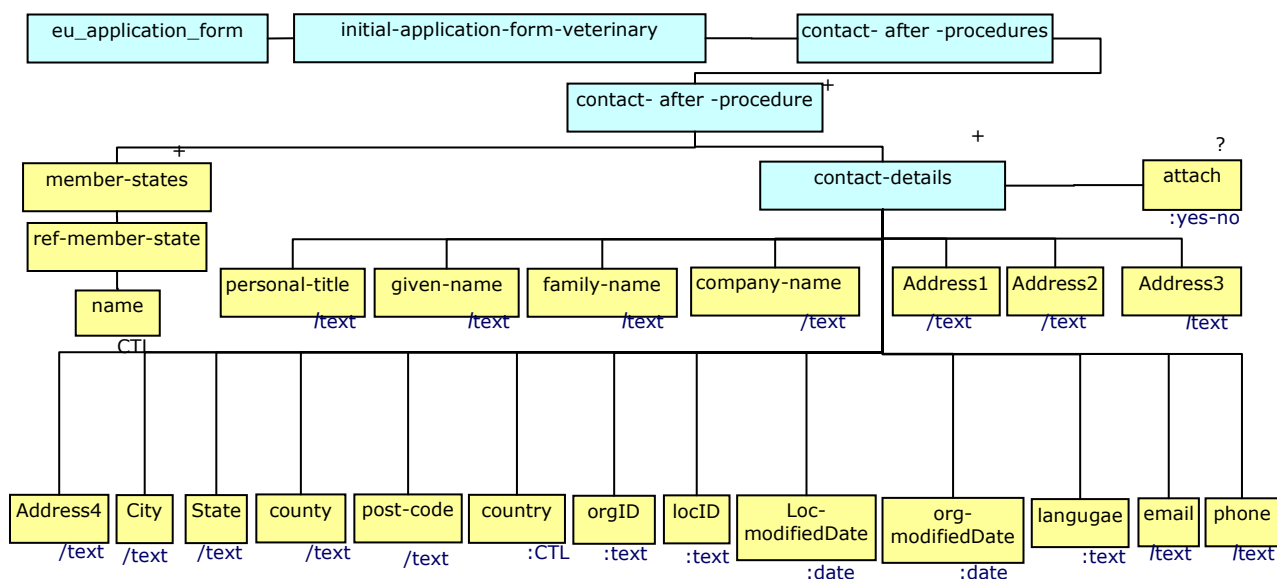 eu_application_form
initial-application-form-veterinary
contact- after -procedures
contact- after -procedure
+
+
+
?
member-states
contact-details
attach
:yes-no
ref-member-state
name
CTL
personal-title
/text
given-name
/text
family-name
/text
company-name
/text
Address1
/text
Address2
/text
Address3
/text
Address4
/text
City
/text
State
/text
county
/text
post-code
/text
country
:CTL
orgID
:text
locID
:text
Loc-
modifiedDate
:date
org-
modifiedDate
:date
langugae
:text
email
/text
phone
/text